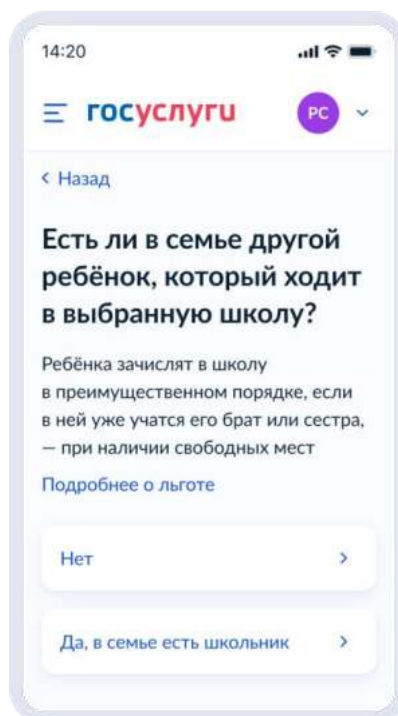 14:20
госуслуги
РС
Назад
Есть ли в семье другой
ребёнок, который ходит
в выбранную школу?
Ребёнка зачислят в школу
в преимущественном порядке, если
в ней уже учатся его брат или сестра,
— при наличии свободных мест
Подробнее о льготе
Нет
Да, в семье есть школьник